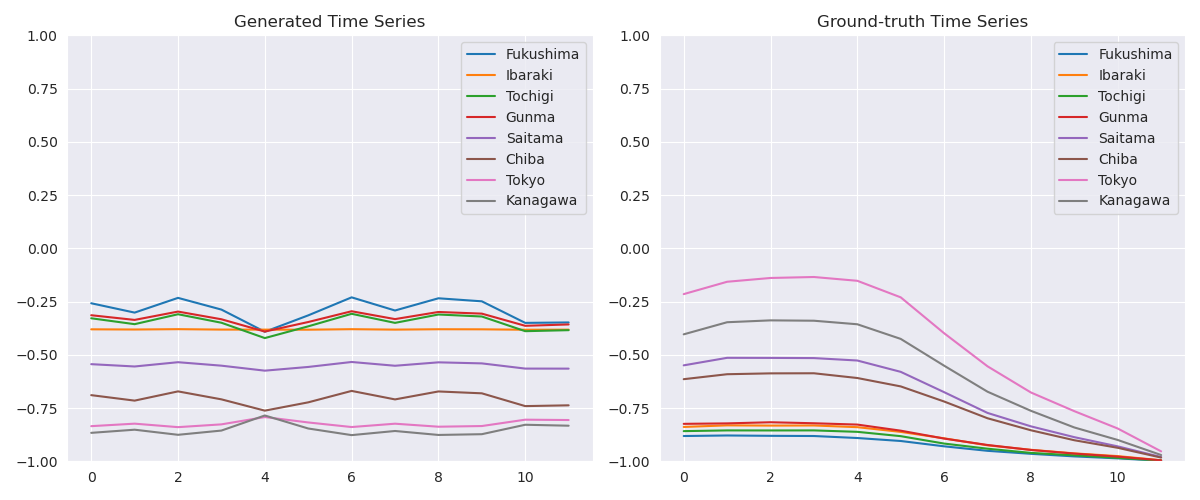 Generated Time Series
1.00
0.75
0.50
0.25
0.00
−0.25
−0.50
−0.75
−1.00
0 2 4 6 8 10
Fukushima
Ibaraki
Tochigi
Gunma
Saitama
Chiba
Tokyo
Kanagawa
Ground-truth Time Series
1.00
0.75
0.50
0.25
0.00
−0.25
−0.50
−0.75
−1.00
0 2 4 6 8 10
Fukushima
Ibaraki
Tochigi
Gunma
Saitama
Chiba
Tokyo
Kanagawa